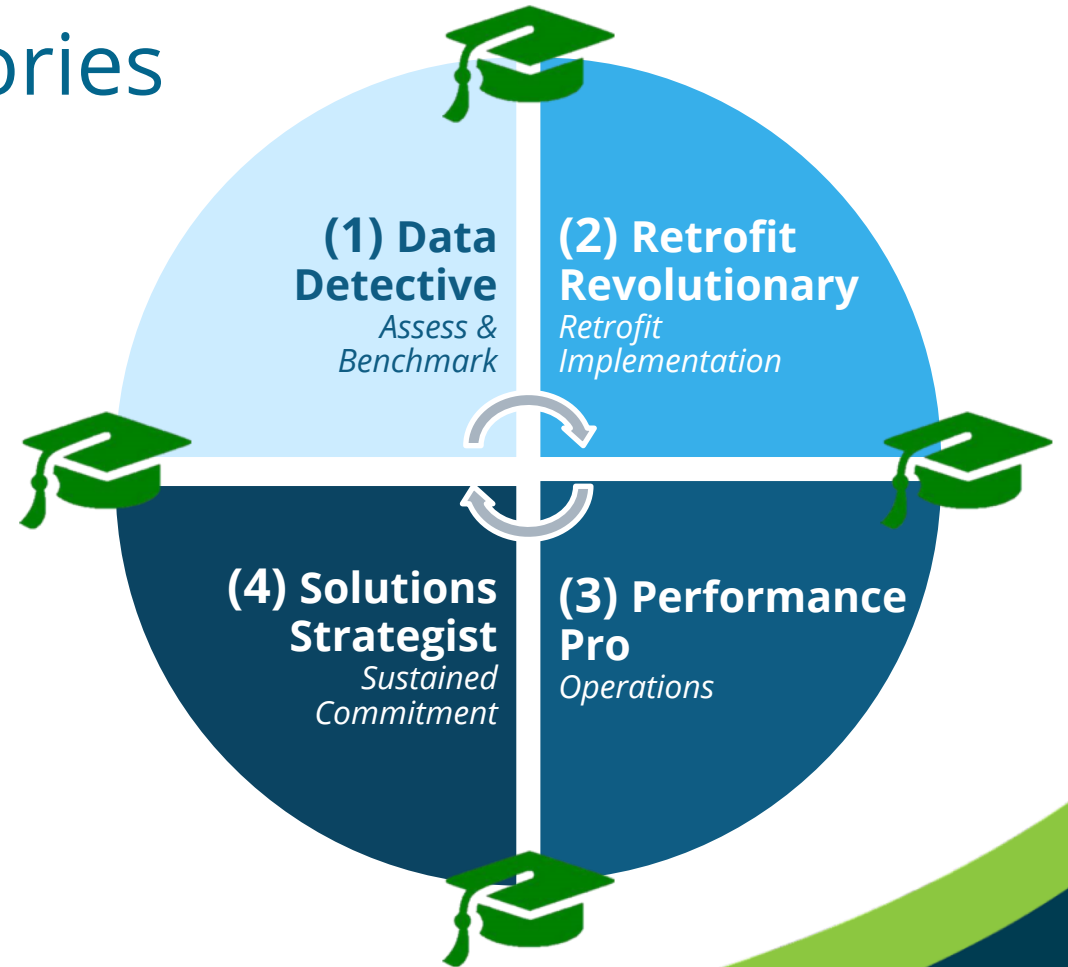 ories
(1) Data
Detective
Assess &
Benchmark
(2) Retrofit
Revolutionary
Retrofit
Implementation
(3) Performance
Pro
Operations
(4) Solutions
Strategist
Sustained
Commitment